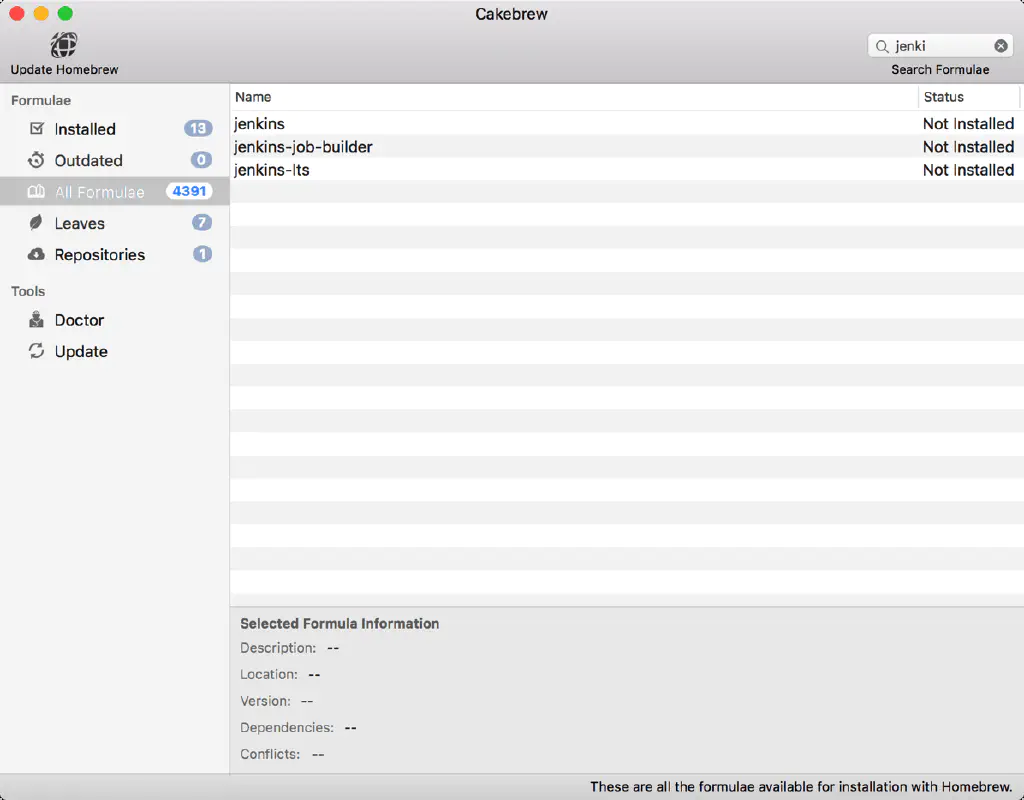 Cakebrew
Update Homebrew
jenki
Search Formulae
Formulae
Installed 13
Outdated 0
All Formulae 4391
Leaves 7
Repositories 1
Tools
Doctor
Update
Name Status
jenkins Not Installed
jenkins-job-builder Not Installed
jenkins-lts Not Installed
Selected Formula Information
Description: --
Location: --
Version: --
Dependencies: --
Conflicts: --
These are all the formulae available for installation with Homebrew.